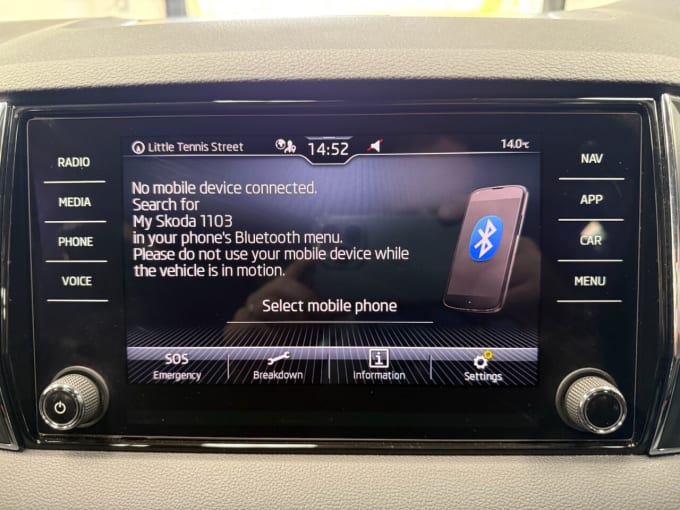 Little Tennis Street 14:52 14.0°C
RADIO
MEDIA
PHONE
VOICE
No mobile device connected.
Search for
My Skoda 1103
in your phone's Bluetooth menu.
Please do not use your mobile device while
the vehicle is in motion.
Select mobile phone
SOS
Emergency
Breakdown
Information
Settings
NAV
APP
CAR
MENU